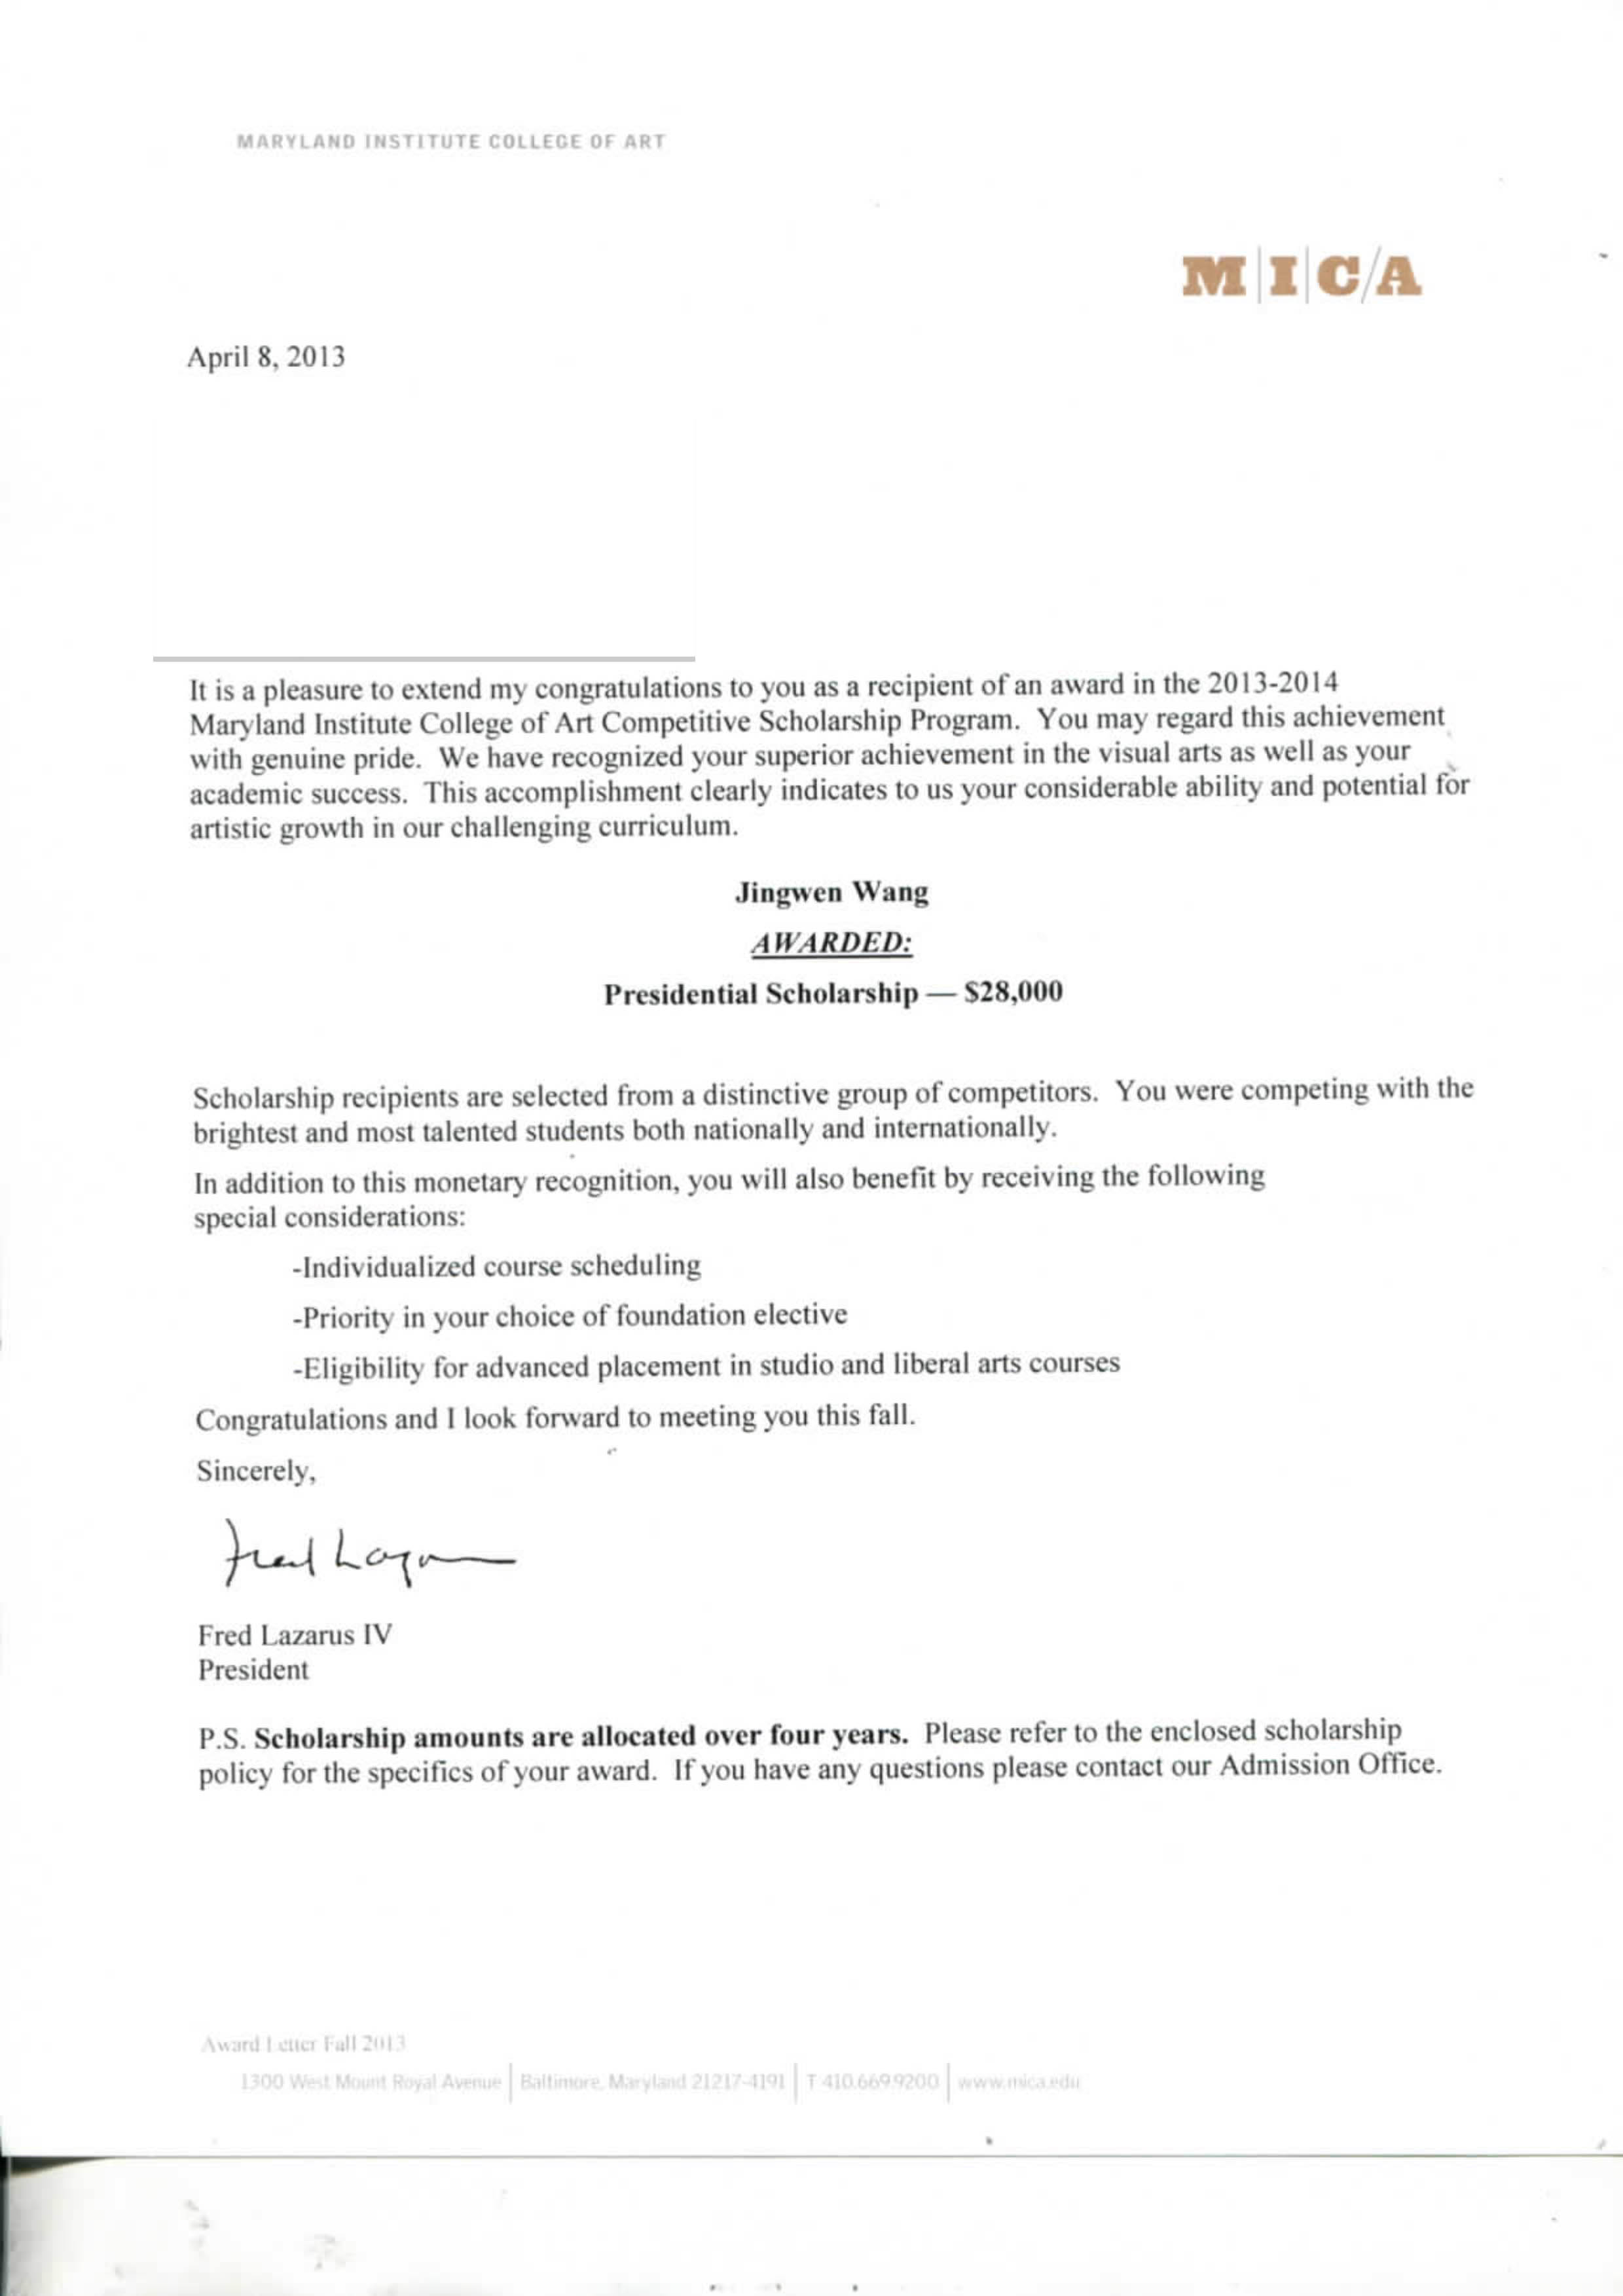 MARYLAND INSTITUTE COLLEGE OF ART
M|I|C/A
April 8, 2013
It is a pleasure to extend my congratulations to you as a recipient of an award in the 2013-2014
Maryland Institute College of Art Competitive Scholarship Program. You may regard this achievement
with genuine pride. We have recognized your superior achievement in the visual arts as well as your
academic success. This accomplishment clearly indicates to us your considerable ability and potential for
artistic growth in our challenging curriculum.
Jingwen Wang
AWARDED:
Presidential Scholarship — $28,000
Scholarship recipients are selected from a distinctive group of competitors. You were competing with the
brightest and most talented students both nationally and internationally.
In addition to this monetary recognition, you will also benefit by receiving the following
special considerations:
-Individualized course scheduling
-Priority in your choice of foundation elective
-Eligibility for advanced placement in studio and liberal arts courses
Congratulations and I look forward to meeting you this fall.
Sincerely,
Fred Lazarus IV
President
P.S. Scholarship amounts are allocated over four years. Please refer to the enclosed scholarship
policy for the specifics of your award. If you have any questions please contact our Admission Office.
Award Letter Fall 2013
1300 West Mount Royal Avenue | Baltimore, Maryland 21217-4191 | T 410.669.9200 | www.mica.edu